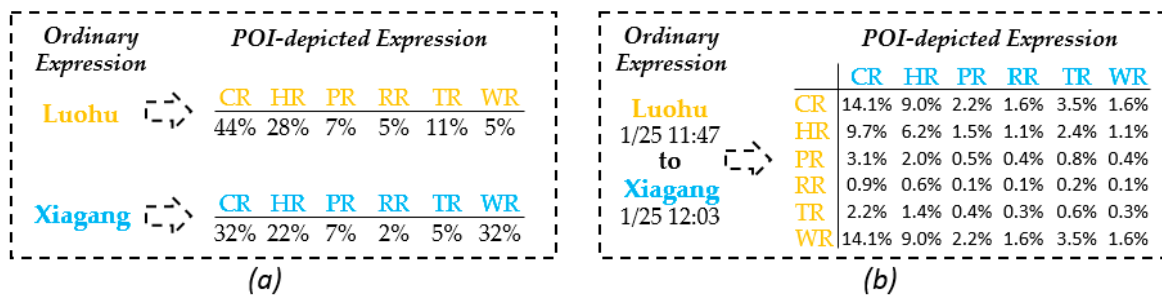 Ordinary Expression
POI-depicted Expression
Luohu
CR HR PR RR TR WR
44% 28% 7% 5% 11% 5%
Xiagang
CR HR PR RR TR WR
32% 22% 7% 2% 5% 32%
(a)
Ordinary Expression
POI-depicted Expression
Luohu
1/25 11:47
to
Xiagang
1/25 12:03
CR HR PR RR TR WR
CR 14.1% 9.0% 2.2% 1.6% 3.5% 1.6%
HR 9.7% 6.2% 1.5% 1.1% 2.4% 1.1%
PR 3.1% 2.0% 0.5% 0.4% 0.8% 0.4%
RR 0.9% 0.6% 0.1% 0.1% 0.2% 0.1%
TR 2.2% 1.4% 0.4% 0.3% 0.6% 0.3%
WR 14.1% 9.0% 2.2% 1.6% 3.5% 1.6%
(b)